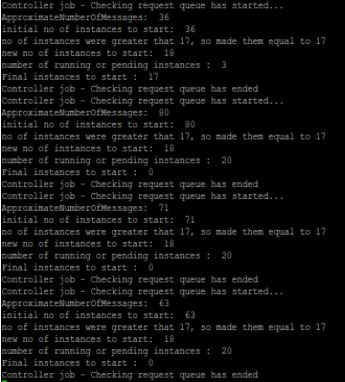 Controller job - Checking request queue has started...
ApproximateNumberOfMessages:  36
initial no of instances to start:  36
no of instances were greater that 17, so made them equal to 17
new no of instances to start:  18
number of running or pending instances :  3
Final instances to start :  17
Controller job - Checking request queue has ended
Controller job - Checking request queue has started...
ApproximateNumberOfMessages:  80
initial no of instances to start:  80
no of instances were greater that 17, so made them equal to 17
new no of instances to start:  18
number of running or pending instances :  20
Final instances to start :  0
Controller job - Checking request queue has ended
Controller job - Checking request queue has started...
ApproximateNumberOfMessages:  71
initial no of instances to start:  71
no of instances were greater that 17, so made them equal to 17
new no of instances to start:  18
number of running or pending instances :  20
Final instances to start :  0
Controller job - Checking request queue has ended
Controller job - Checking request queue has started...
ApproximateNumberOfMessages:  63
initial no of instances to start:  63
no of instances were greater that 17, so made them equal to 17
new no of instances to start:  18
number of running or pending instances :  20
Final instances to start :  0
Controller job - Checking request queue has ended